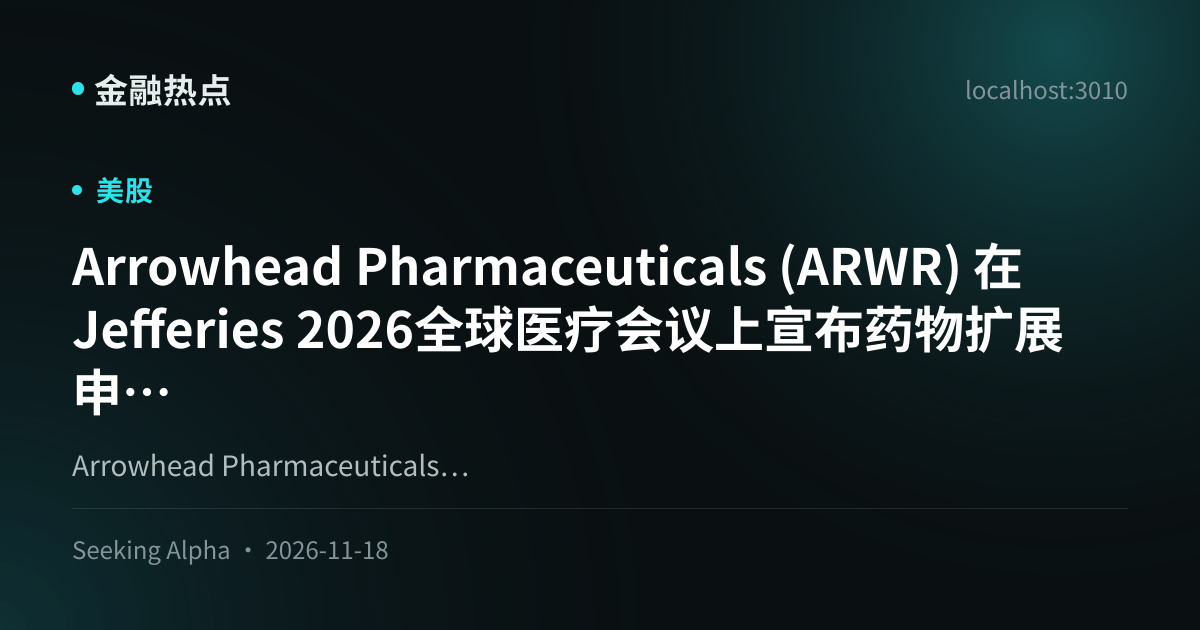 金融热点
localhost:3010
美股
Arrowhead Pharmaceuticals (ARWR) 在
Jefferies 2026全球医疗会议上宣布药物扩展
申…
Arrowhead Pharmaceuticals…
Seeking Alpha · 2026-11-18